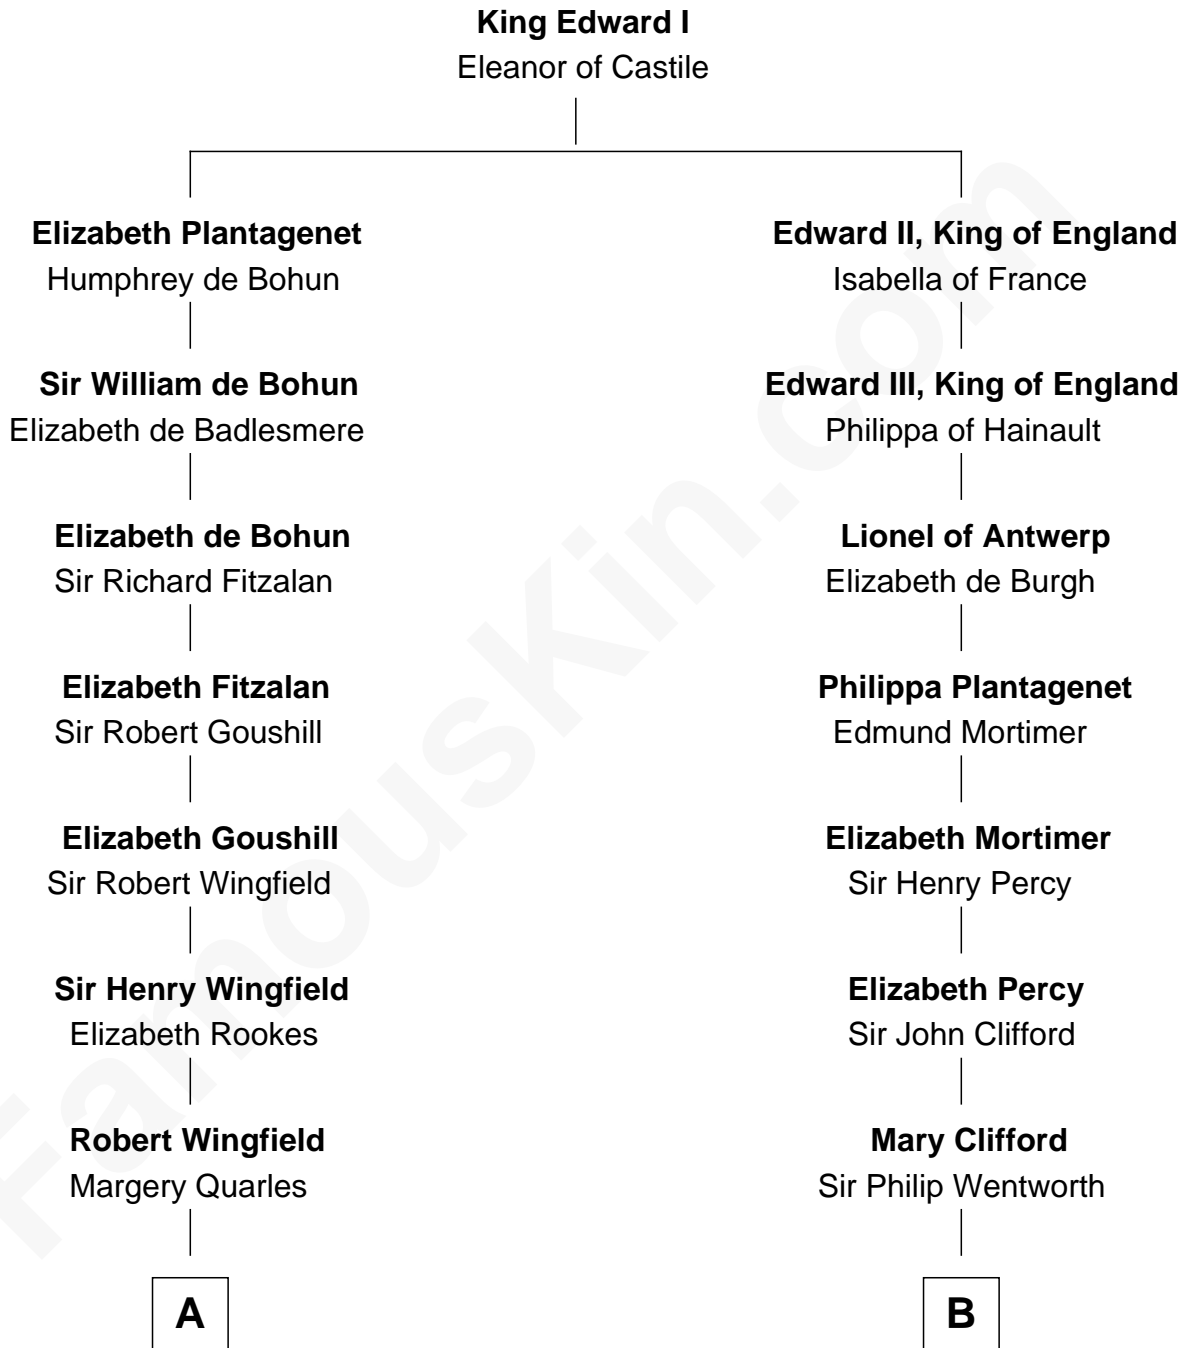 King Edward I
Eleanor of Castile
Elizabeth Plantagenet
Humphrey de Bohun
Edward II, King of England
Isabella of France
Sir William de Bohun
Elizabeth de Badlesmere
Edward III, King of England
Philippa of Hainault
Elizabeth de Bohun
Sir Richard Fitzalan
Lionel of Antwerp
Elizabeth de Burgh
Elizabeth Fitzalan
Sir Robert Goushill
Philippa Plantagenet
Edmund Mortimer
Elizabeth Goushill
Sir Robert Wingfield
Elizabeth Mortimer
Sir Henry Percy
Sir Henry Wingfield
Elizabeth Rookes
Elizabeth Percy
Sir John Clifford
Robert Wingfield
Margery Quarles
Mary Clifford
Sir Philip Wentworth
A
B
FamousKin.com